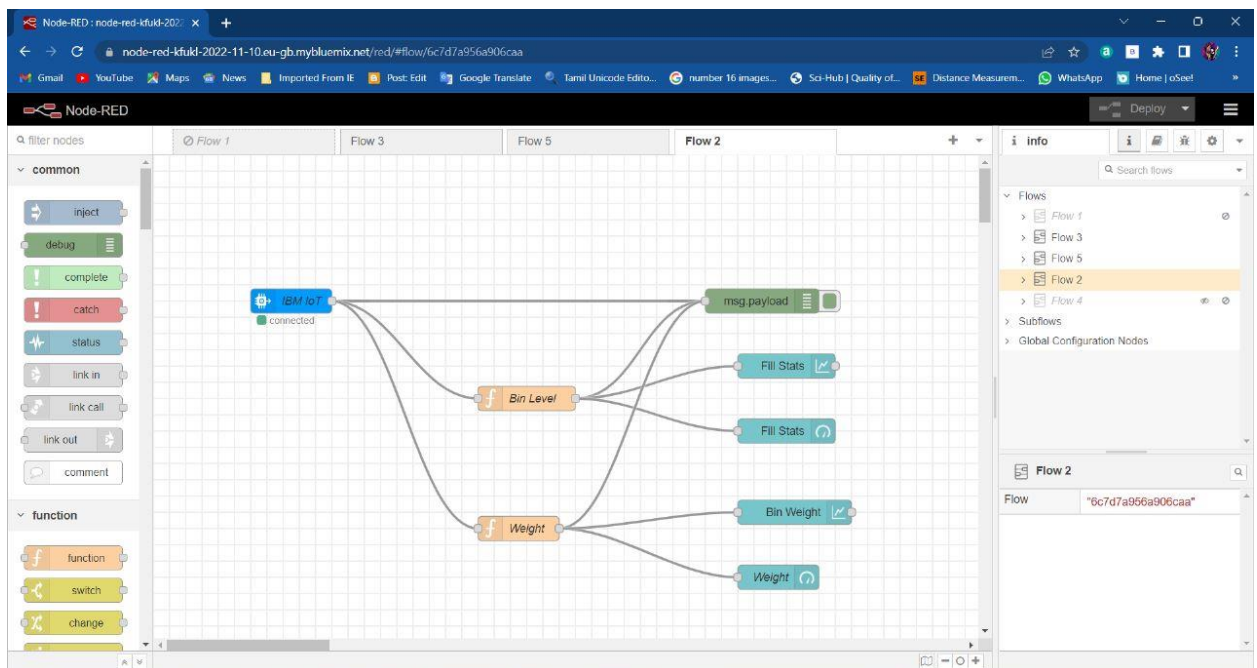 Node-RED : node-red-kfukl-202
node-red-kfukl-2022-11-10.eu-gb.mybluemix.net/red/#flow/6c7d7a956a906caa
Gmail YouTube Maps News Imported From IE Post: Edit Google Translate Tamil Unicode Edito... number 16 images... Sci-Hub | Quality of... SE Distance Measurem... WhatsApp Home | oSee! »
Node-RED Deploy
filter nodes Flow 1 Flow 3 Flow 5 Flow 2 i info
Search flows
common
inject
debug
complete
catch
status
link in
link call
link out
comment
function
function
switch
change
IBM IoT
connected
msg.payload
Fill Stats
Bin Level
Fill Stats
Bin Weight
Weight
Weight
Flows
Flow 1
Flow 3
Flow 5
Flow 2
Flow 4
Subflows
Global Configuration Nodes
Flow 2
Flow "6c7d7a956a906caa"